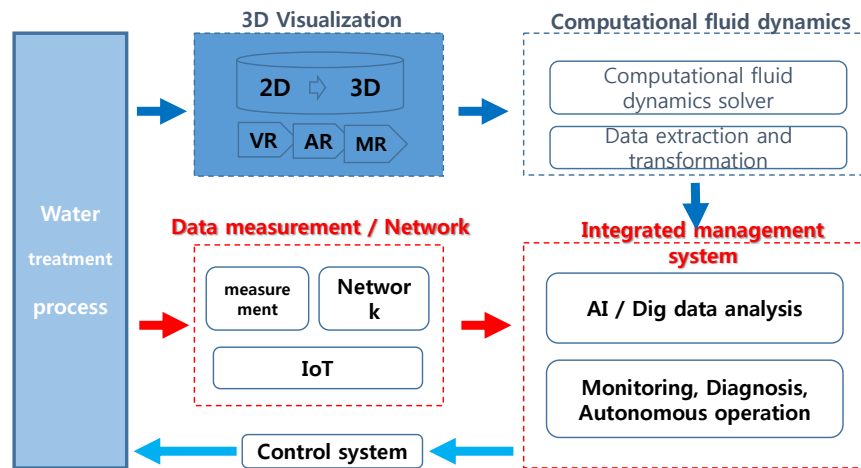 3D Visualization
Computational fluid dynamics
2D
3D
VR
AR
MR
Computational fluid
dynamics solver
Data extraction and
transformation
Water
treatment
process
Data measurement / Network
measure
ment
Networ
k
IoT
Integrated management
system
AI / Dig data analysis
Monitoring, Diagnosis,
Autonomous operation
Control system